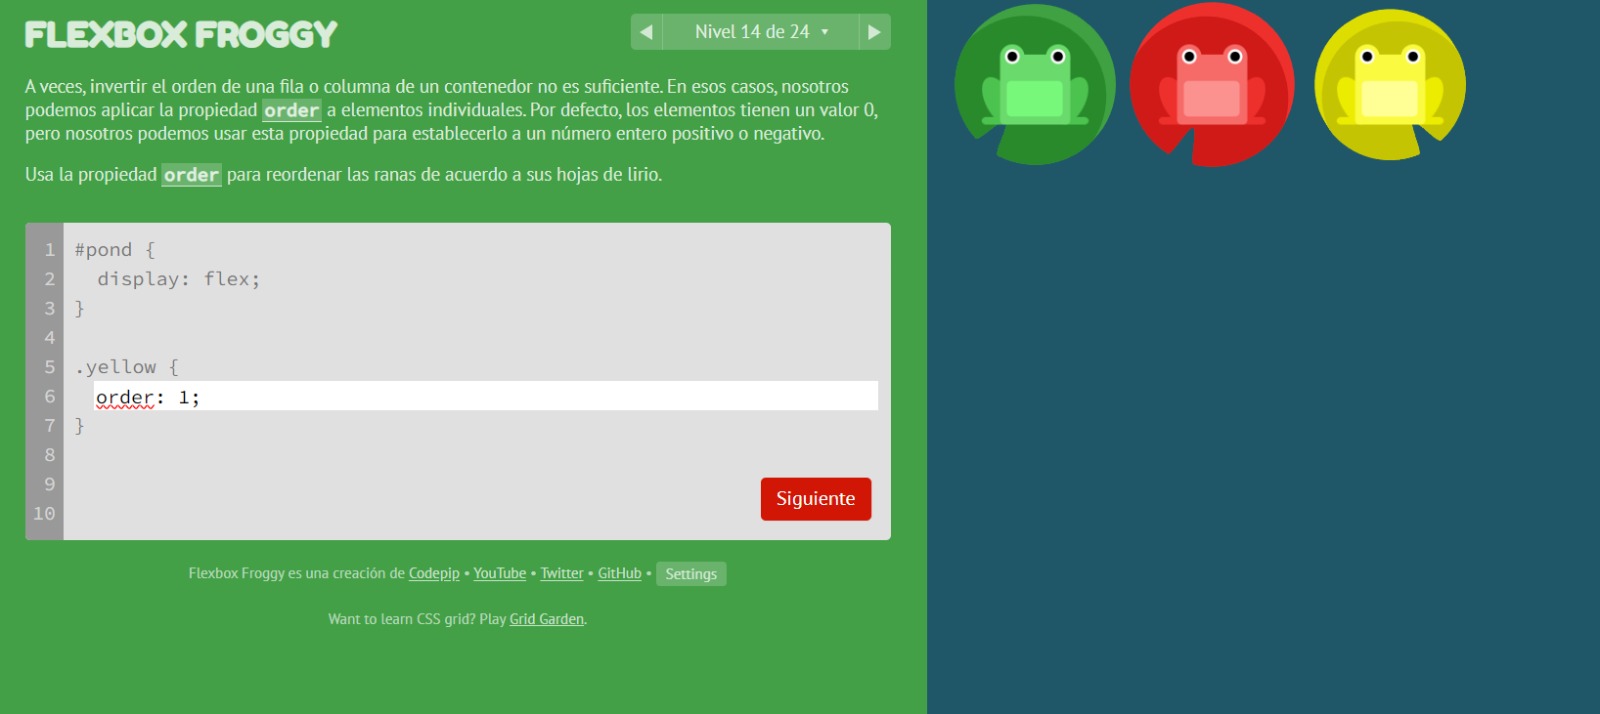 FLEXBOX FROGGY
◀ Nivel 14 de 24 ▾ ▶
A veces, invertir el orden de una fila o columna de un contenedor no es suficiente. En esos casos, nosotros
podemos aplicar la propiedad order a elementos individuales. Por defecto, los elementos tienen un valor 0,
pero nosotros podemos usar esta propiedad para establecerlo a un número entero positivo o negativo.
Usa la propiedad order para reordenar las ranas de acuerdo a sus hojas de lirio.
1 #pond {
2   display: flex;
3 }
4
5 .yellow {
6   order: 1;
7 }
8
9
10
Siguiente
Flexbox Froggy es una creación de Codepip • YouTube • Twitter • GitHub • Settings
Want to learn CSS grid? Play Grid Garden.